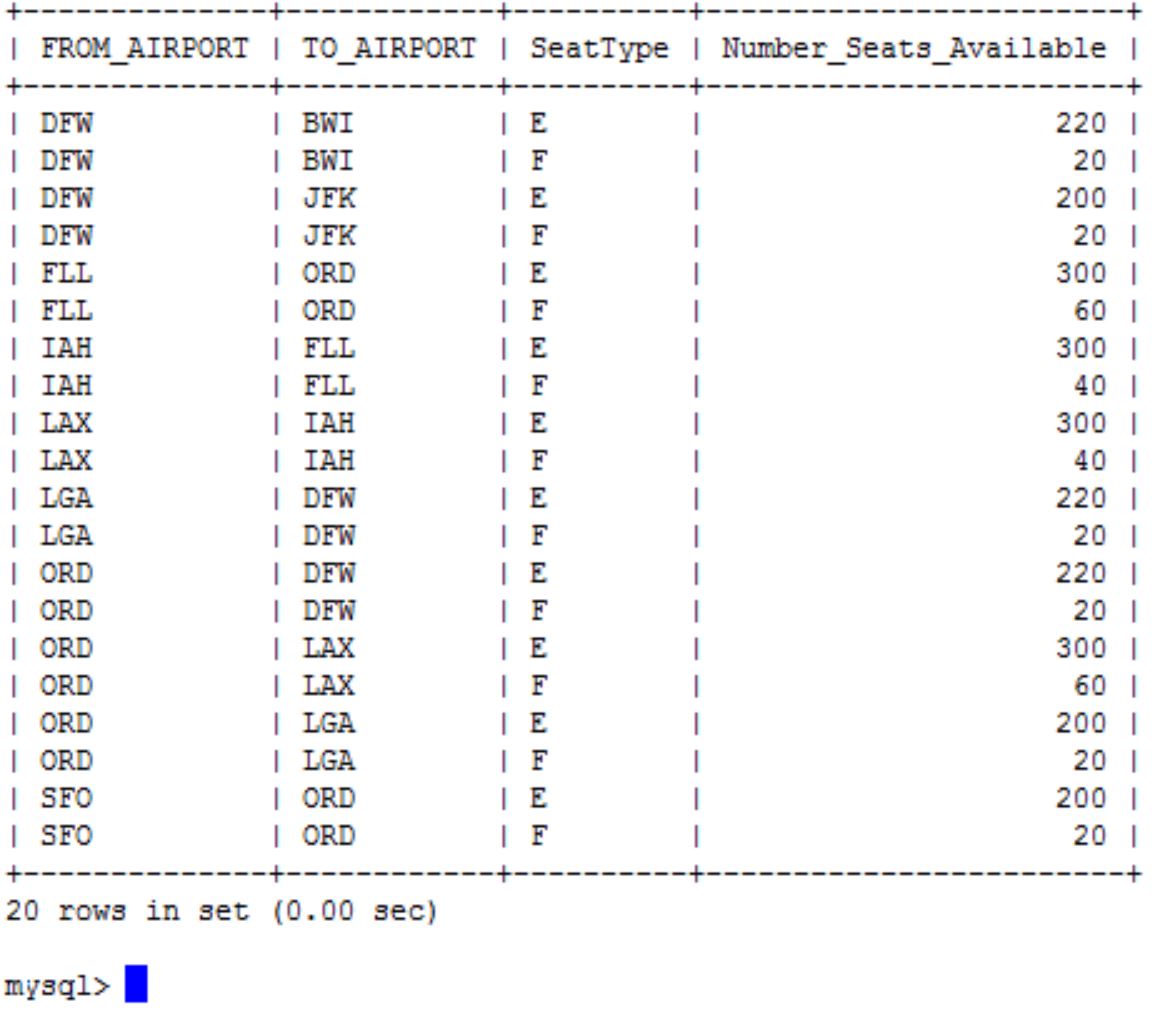 +--------------+------------+----------+------------------------+
| FROM_AIRPORT | TO_AIRPORT | SeatType | Number_Seats_Available |
+--------------+------------+----------+------------------------+
| DFW          | BWI        | E        |                    220 |
| DFW          | BWI        | F        |                     20 |
| DFW          | JFK        | E        |                    200 |
| DFW          | JFK        | F        |                     20 |
| FLL          | ORD        | E        |                    300 |
| FLL          | ORD        | F        |                     60 |
| IAH          | FLL        | E        |                    300 |
| IAH          | FLL        | F        |                     40 |
| LAX          | IAH        | E        |                    300 |
| LAX          | IAH        | F        |                     40 |
| LGA          | DFW        | E        |                    220 |
| LGA          | DFW        | F        |                     20 |
| ORD          | DFW        | E        |                    220 |
| ORD          | DFW        | F        |                     20 |
| ORD          | LAX        | E        |                    300 |
| ORD          | LAX        | F        |                     60 |
| ORD          | LGA        | E        |                    200 |
| ORD          | LGA        | F        |                     20 |
| SFO          | ORD        | E        |                    200 |
| SFO          | ORD        | F        |                     20 |
+--------------+------------+----------+------------------------+
20 rows in set (0.00 sec)
mysql>